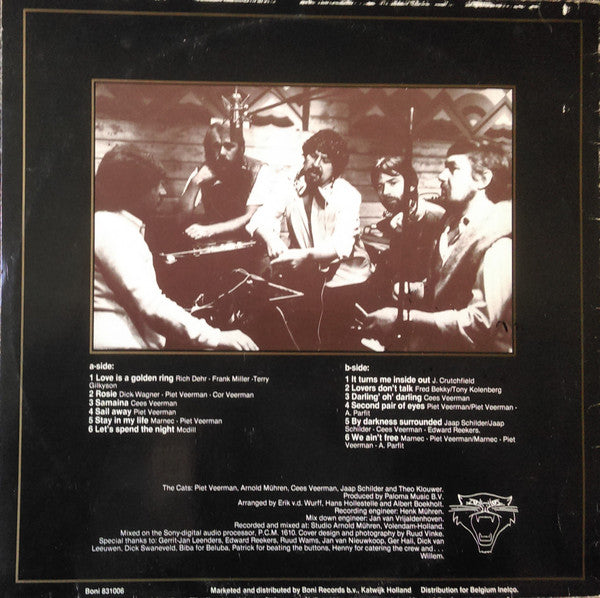 a-side:
1 Love is a golden ring Rich Dehr - Frank Miller -Terry
Gilkyson
2 Rosie Dick Wagner - Piet Veerman - Cor Veerman
3 Samaina Cees Veerman
4 Sail away Piet Veerman
5 Stay in my life Marnec - Piet Veerman
6 Let's spend the night Mcdill
b-side:
1 It turns me inside out J. Crutchfield
2 Lovers don't talk Fred Bekky/Tony Kolenberg
3 Darling' oh' darling Cees Veerman
4 Second pair of eyes Piet Veerman/Piet Veerman -
A. Parfit
5 By darkness surrounded Jaap Schilder/Jaap
Schilder - Cees Veerman - Edward Reekers.
6 We ain't free Marnec - Piet Veerman/Marnec - Piet
Veerman - A. Parfit
The Cats: Piet Veerman, Arnold Mühren, Cees Veerman, Jaap Schilder and Theo Klouwer.
Produced by Paloma Music B.V.
Arranged by Erik v.d. Wurff, Hans Hollestelle and Albert Boekholt.
Recording engineer: Henk Mühren.
Mix down engineer: Jan van Vrijaldenhoven.
Recorded and mixed at: Studio Arnold Mühren, Volendam-Holland.
Mixed on the Sony-digital audio processor, P.C.M. 1610. Cover design and photography by Ruud Vinke.
Special thanks to: Gerrit-Jan Leenders, Edward Reekers, Ruud Wams, Jan van Nieuwkoop, Ger Hall, Dick van
Leeuwen, Dick Swaneveld, Biba for Beluba, Patrick for beating the buttons, Henny for catering the crew and . . .
Willem.
Boni 831006
Marketed and distributed by Boni Records b.v., Katwijk Holland
Distribution for Belgium Inelco.